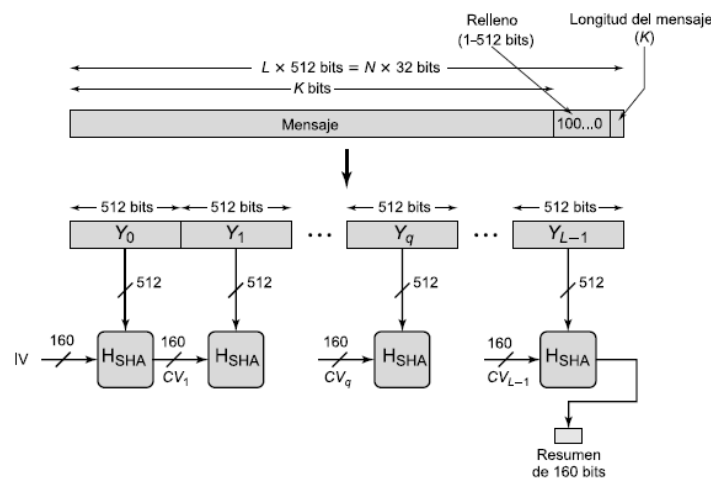 Relleno
(1–512 bits)
Longitud del mensaje
(K)
L × 512 bits = N × 32 bits
K bits
Mensaje
100...0
512 bits
512 bits
512 bits
512 bits
Y0
Y1
...
Yq
...
YL–1
512
512
512
512
IV
160
HSHA
160
CV1
HSHA
160
CVq
HSHA
160
CVL–1
HSHA
Resumen
de 160 bits